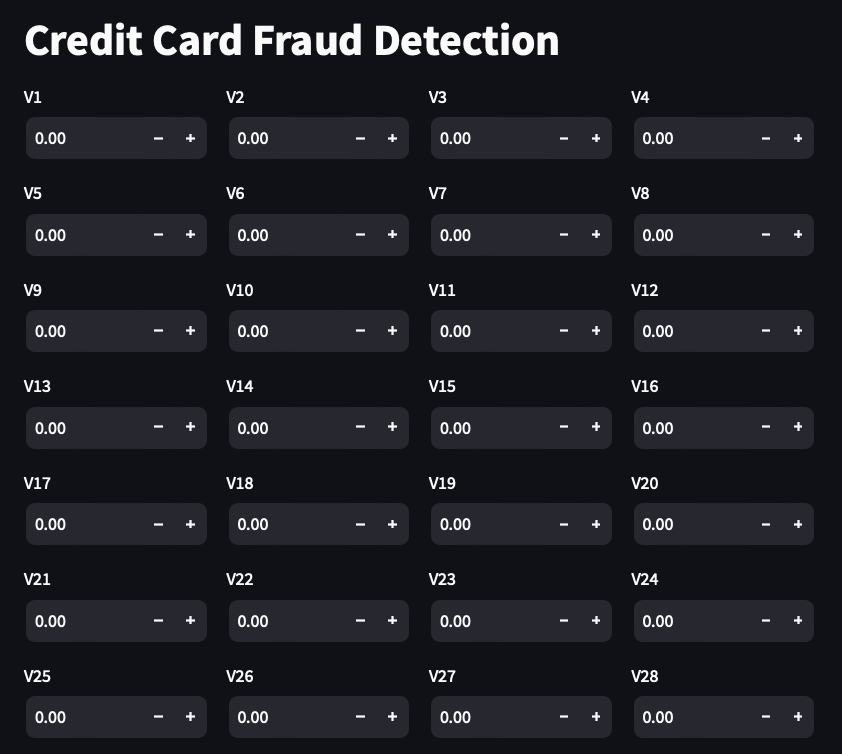 Credit Card Fraud Detection
V1 V2 V3 V4
0.00 − + 0.00 − + 0.00 − + 0.00 − +
V5 V6 V7 V8
0.00 − + 0.00 − + 0.00 − + 0.00 − +
V9 V10 V11 V12
0.00 − + 0.00 − + 0.00 − + 0.00 − +
V13 V14 V15 V16
0.00 − + 0.00 − + 0.00 − + 0.00 − +
V17 V18 V19 V20
0.00 − + 0.00 − + 0.00 − + 0.00 − +
V21 V22 V23 V24
0.00 − + 0.00 − + 0.00 − + 0.00 − +
V25 V26 V27 V28
0.00 − + 0.00 − + 0.00 − + 0.00 − +